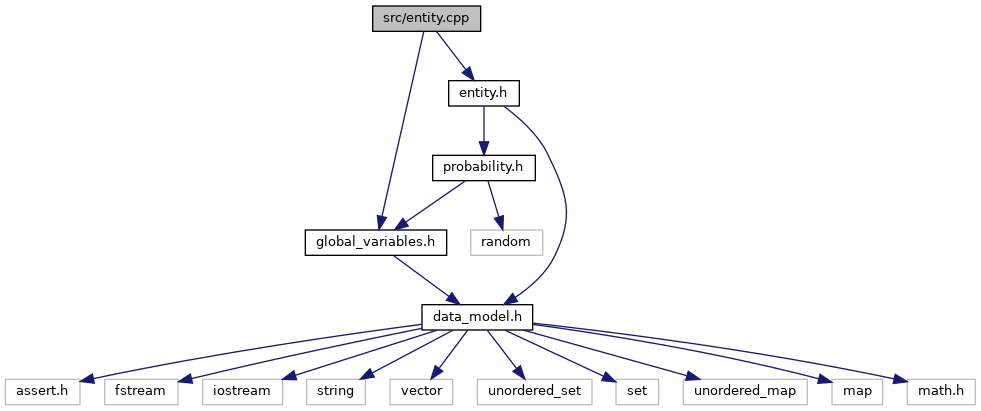 src/entity.cpp
entity.h
probability.h
global_variables.h
random
data_model.h
assert.h
fstream
iostream
string
vector
unordered_set
set
unordered_map
map
math.h